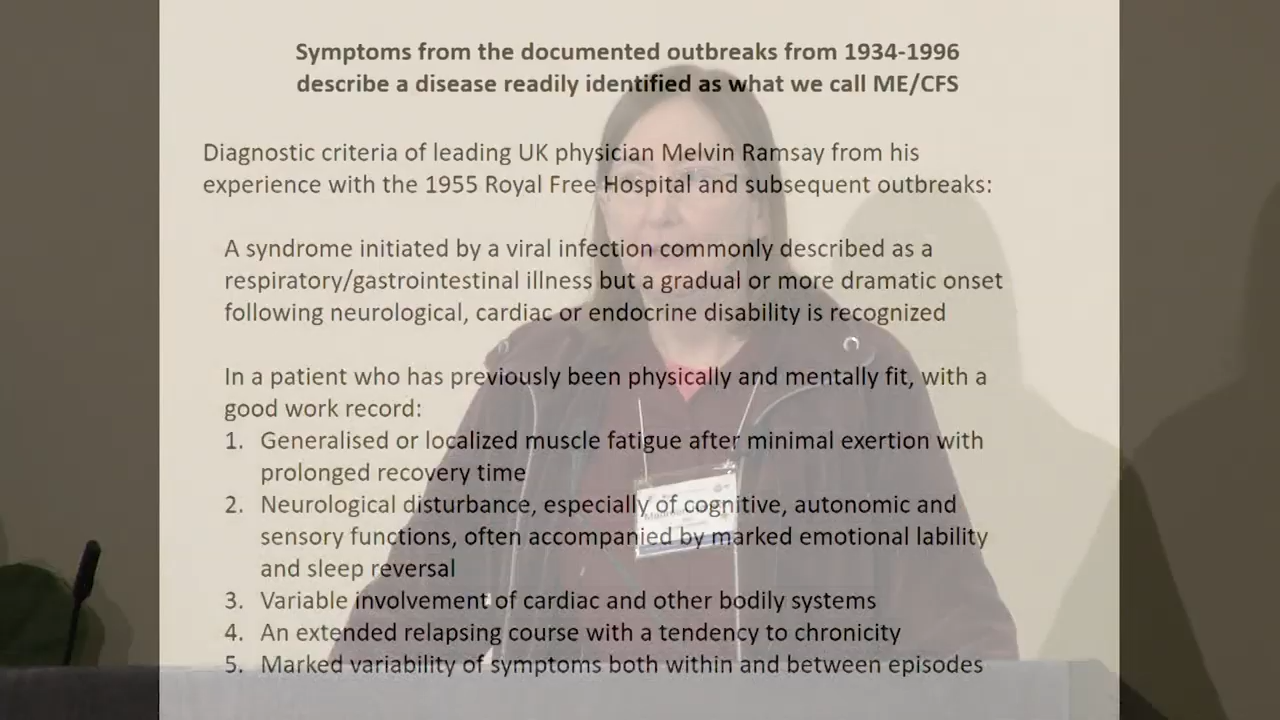 Symptoms from the documented outbreaks from 1934-1996
describe a disease readily identified as what we call ME/CFS
Diagnostic criteria of leading UK physician Melvin Ramsay from his
experience with the 1955 Royal Free Hospital and subsequent outbreaks:
A syndrome initiated by a viral infection commonly described as a
respiratory/gastrointestinal illness but a gradual or more dramatic onset
following neurological, cardiac or endocrine disability is recognized
In a patient who has previously been physically and mentally fit, with a
good work record:
1. Generalised or localized muscle fatigue after minimal exertion with
prolonged recovery time
2. Neurological disturbance, especially of cognitive, autonomic and
sensory functions, often accompanied by marked emotional lability
and sleep reversal
3. Variable involvement of cardiac and other bodily systems
4. An extended relapsing course with a tendency to chronicity
5. Marked variability of symptoms both within and between episodes